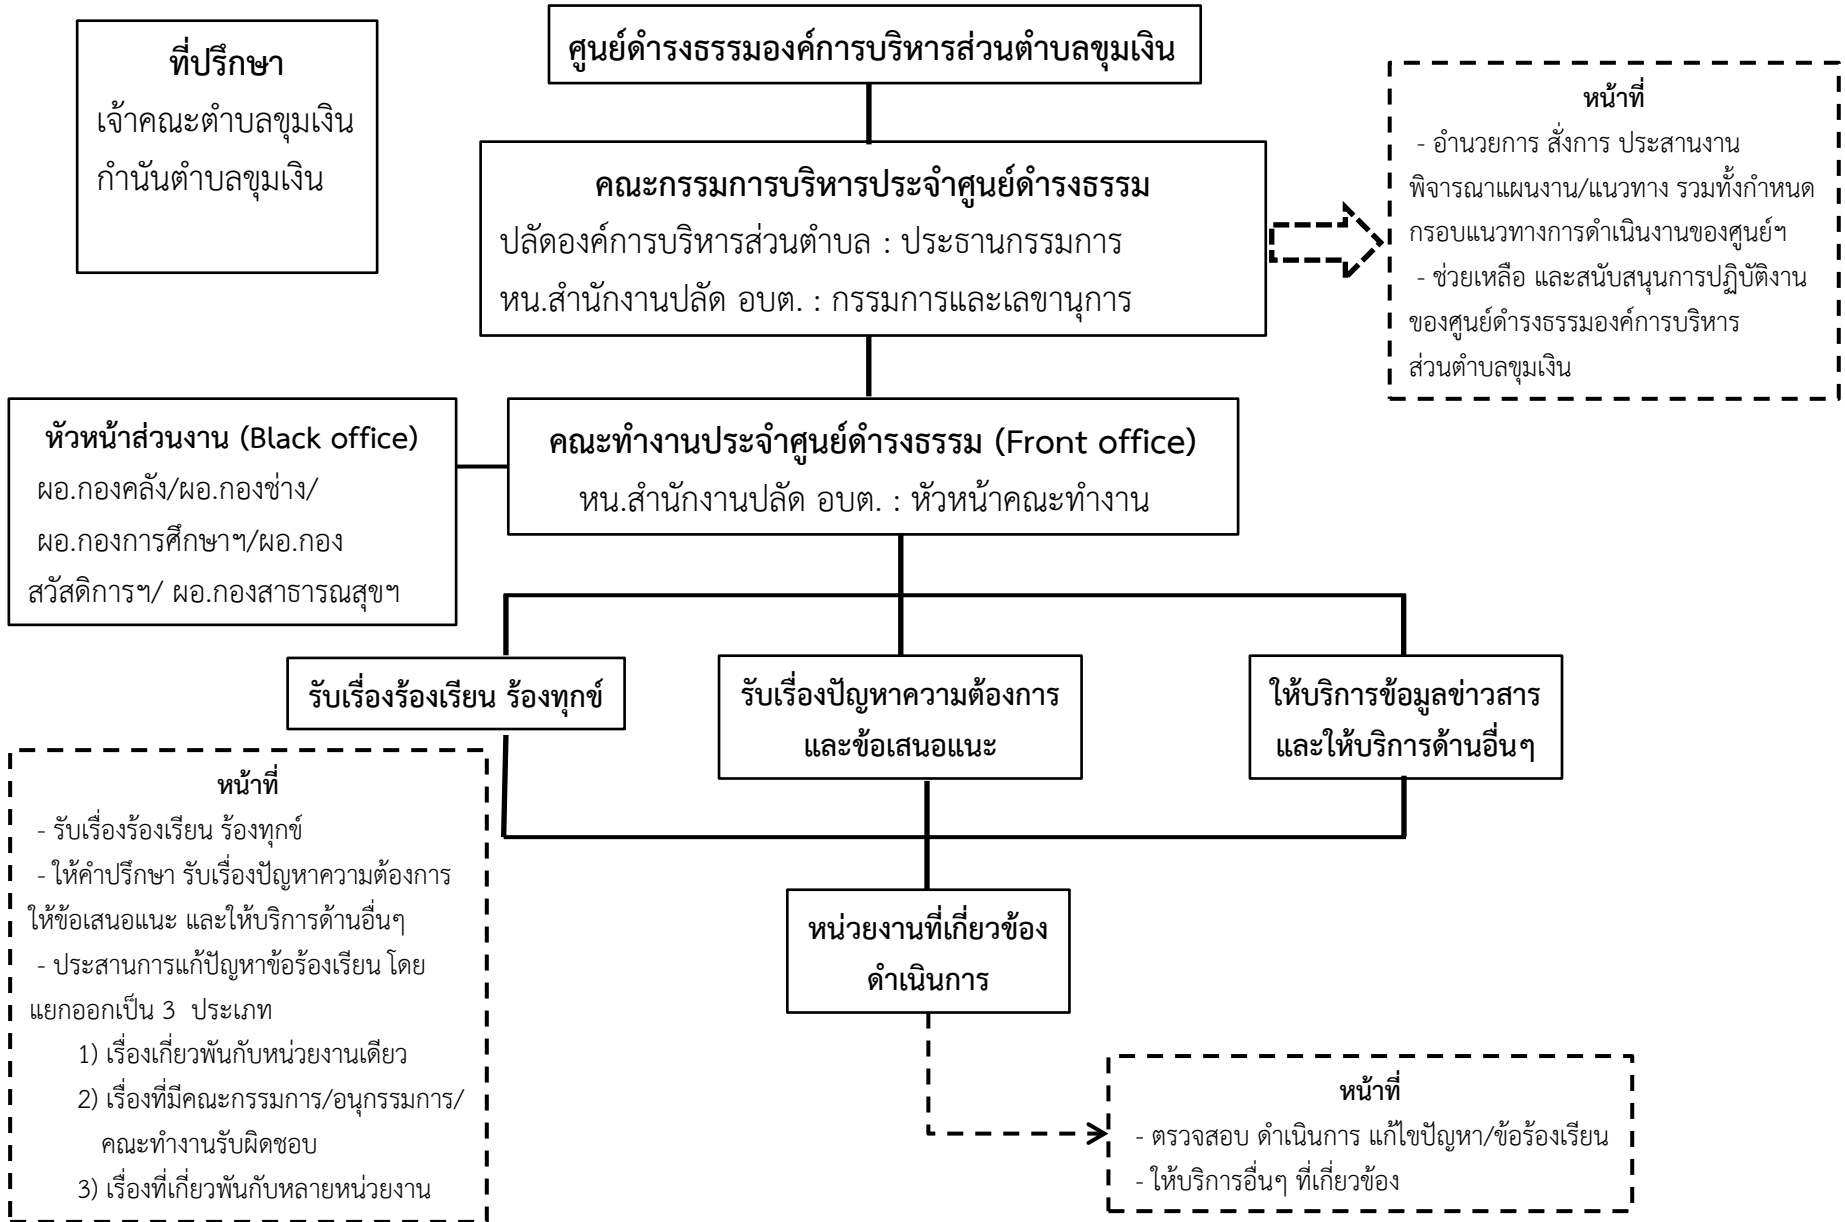 ที่ปรึกษา
เจ้าคณะตำบลขุมเงิน
กำนันตำบลขุมเงิน
ศูนย์ดำรงธรรมองค์การบริหารส่วนตำบลขุมเงิน
คณะกรรมการบริหารประจำศูนย์ดำรงธรรม
ปลัดองค์การบริหารส่วนตำบล : ประธานกรรมการ
หน.สำนักงานปลัด อบต. : กรรมการและเลขานุการ
หน้าที่
- อำนวยการ สั่งการ ประสานงาน
พิจารณาแผนงาน/แนวทาง รวมทั้งกำหนด
กรอบแนวทางการดำเนินงานของศูนย์ฯ
- ช่วยเหลือ และสนับสนุนการปฏิบัติงาน
ของศูนย์ดำรงธรรมองค์การบริหาร
ส่วนตำบลขุมเงิน
หัวหน้าส่วนงาน (Black office)
ผอ.กองคลัง/ผอ.กองช่าง/
ผอ.กองการศึกษาฯ/ผอ.กอง
สวัสดิการฯ/ ผอ.กองสาธารณสุขฯ
คณะทำงานประจำศูนย์ดำรงธรรม (Front office)
หน.สำนักงานปลัด อบต. : หัวหน้าคณะทำงาน
รับเรื่องร้องเรียน ร้องทุกข์
รับเรื่องปัญหาความต้องการ
และข้อเสนอแนะ
ให้บริการข้อมูลข่าวสาร
และให้บริการด้านอื่นๆ
หน้าที่
- รับเรื่องร้องเรียน ร้องทุกข์
- ให้คำปรึกษา รับเรื่องปัญหาความต้องการ
ให้ข้อเสนอแนะ และให้บริการด้านอื่นๆ
- ประสานการแก้ปัญหาข้อร้องเรียน โดย
แยกออกเป็น 3 ประเภท
1) เรื่องเกี่ยวพันกับหน่วยงานเดียว
2) เรื่องที่มีคณะกรรมการ/อนุกรรมการ/
คณะทำงานรับผิดชอบ
3) เรื่องที่เกี่ยวพันกับหลายหน่วยงาน
หน่วยงานที่เกี่ยวข้อง
ดำเนินการ
หน้าที่
- ตรวจสอบ ดำเนินการ แก้ไขปัญหา/ข้อร้องเรียน
- ให้บริการอื่นๆ ที่เกี่ยวข้อง